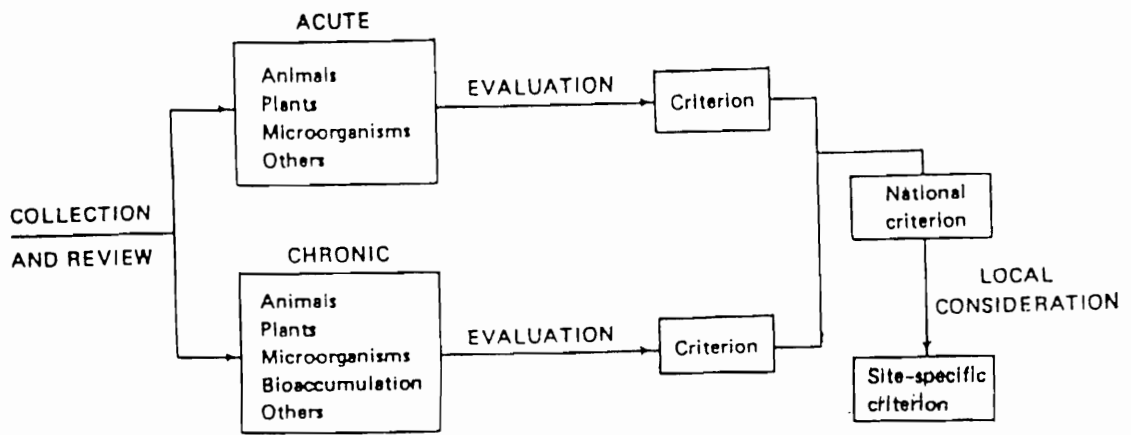 ACUTE
Animals
Plants
Microorganisms
Others
EVALUATION
Criterion
COLLECTION
AND REVIEW
National
criterion
CHRONIC
Animals
Plants
Microorganisms
Bioaccumulation
Others
EVALUATION
Criterion
LOCAL
CONSIDERATION
Site-specific
criterion